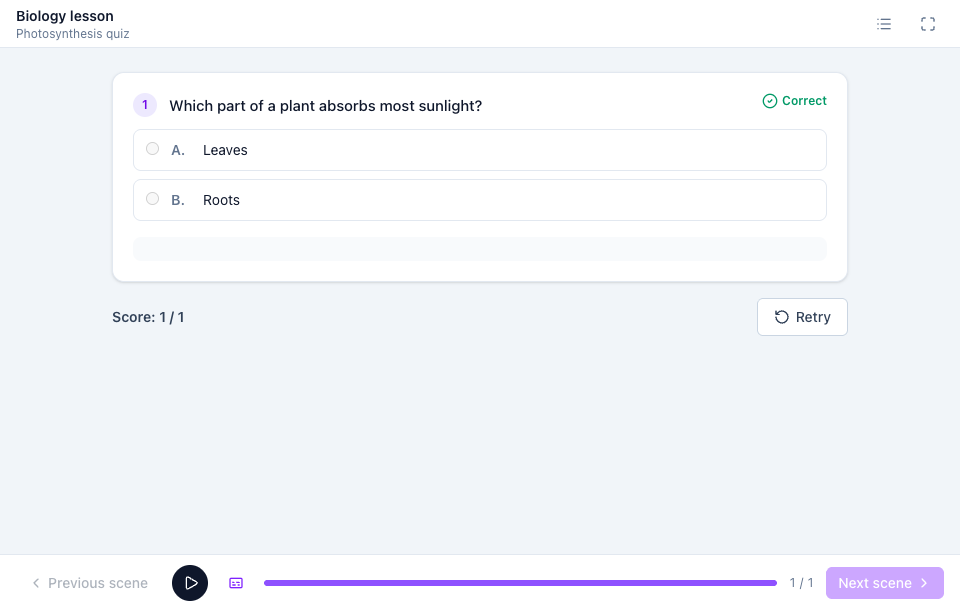 Biology lesson
Photosynthesis quiz
1 Which part of a plant absorbs most sunlight?
Correct
A. Leaves
B. Roots
Score: 1 / 1
Retry
Previous scene
1 / 1
Next scene